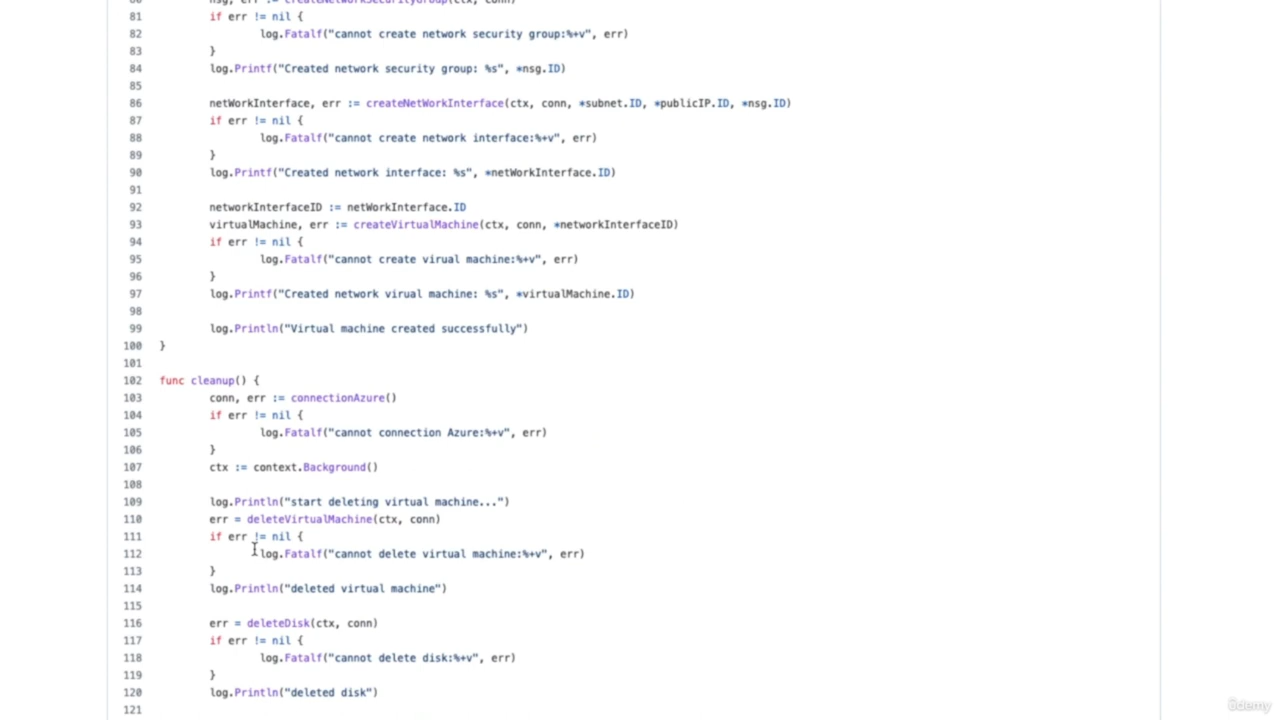 80 nsg, err := createNetworkSecurityGroup(ctx, conn)
81 if err != nil {
82 log.Fatalf("cannot create network security group:%+v", err)
83 }
84 log.Printf("Created network security group: %s", *nsg.ID)
85
86 netWorkInterface, err := createNetWorkInterface(ctx, conn, *subnet.ID, *publicIP.ID, *nsg.ID)
87 if err != nil {
88 log.Fatalf("cannot create network interface:%+v", err)
89 }
90 log.Printf("Created network interface: %s", *netWorkInterface.ID)
91
92 networkInterfaceID := netWorkInterface.ID
93 virtualMachine, err := createVirtualMachine(ctx, conn, *networkInterfaceID)
94 if err != nil {
95 log.Fatalf("cannot create virual machine:%+v", err)
96 }
97 log.Printf("Created network virual machine: %s", *virtualMachine.ID)
98
99 log.Println("Virtual machine created successfully")
100 }
101
102 func cleanup() {
103 conn, err := connectionAzure()
104 if err != nil {
105 log.Fatalf("cannot connection Azure:%+v", err)
106 }
107 ctx := context.Background()
108
109 log.Println("start deleting virtual machine...")
110 err = deleteVirtualMachine(ctx, conn)
111 if err != nil {
112 log.Fatalf("cannot delete virtual machine:%+v", err)
113 }
114 log.Println("deleted virtual machine")
115
116 err = deleteDisk(ctx, conn)
117 if err != nil {
118 log.Fatalf("cannot delete disk:%+v", err)
119 }
120 log.Println("deleted disk")
121
ûdemy